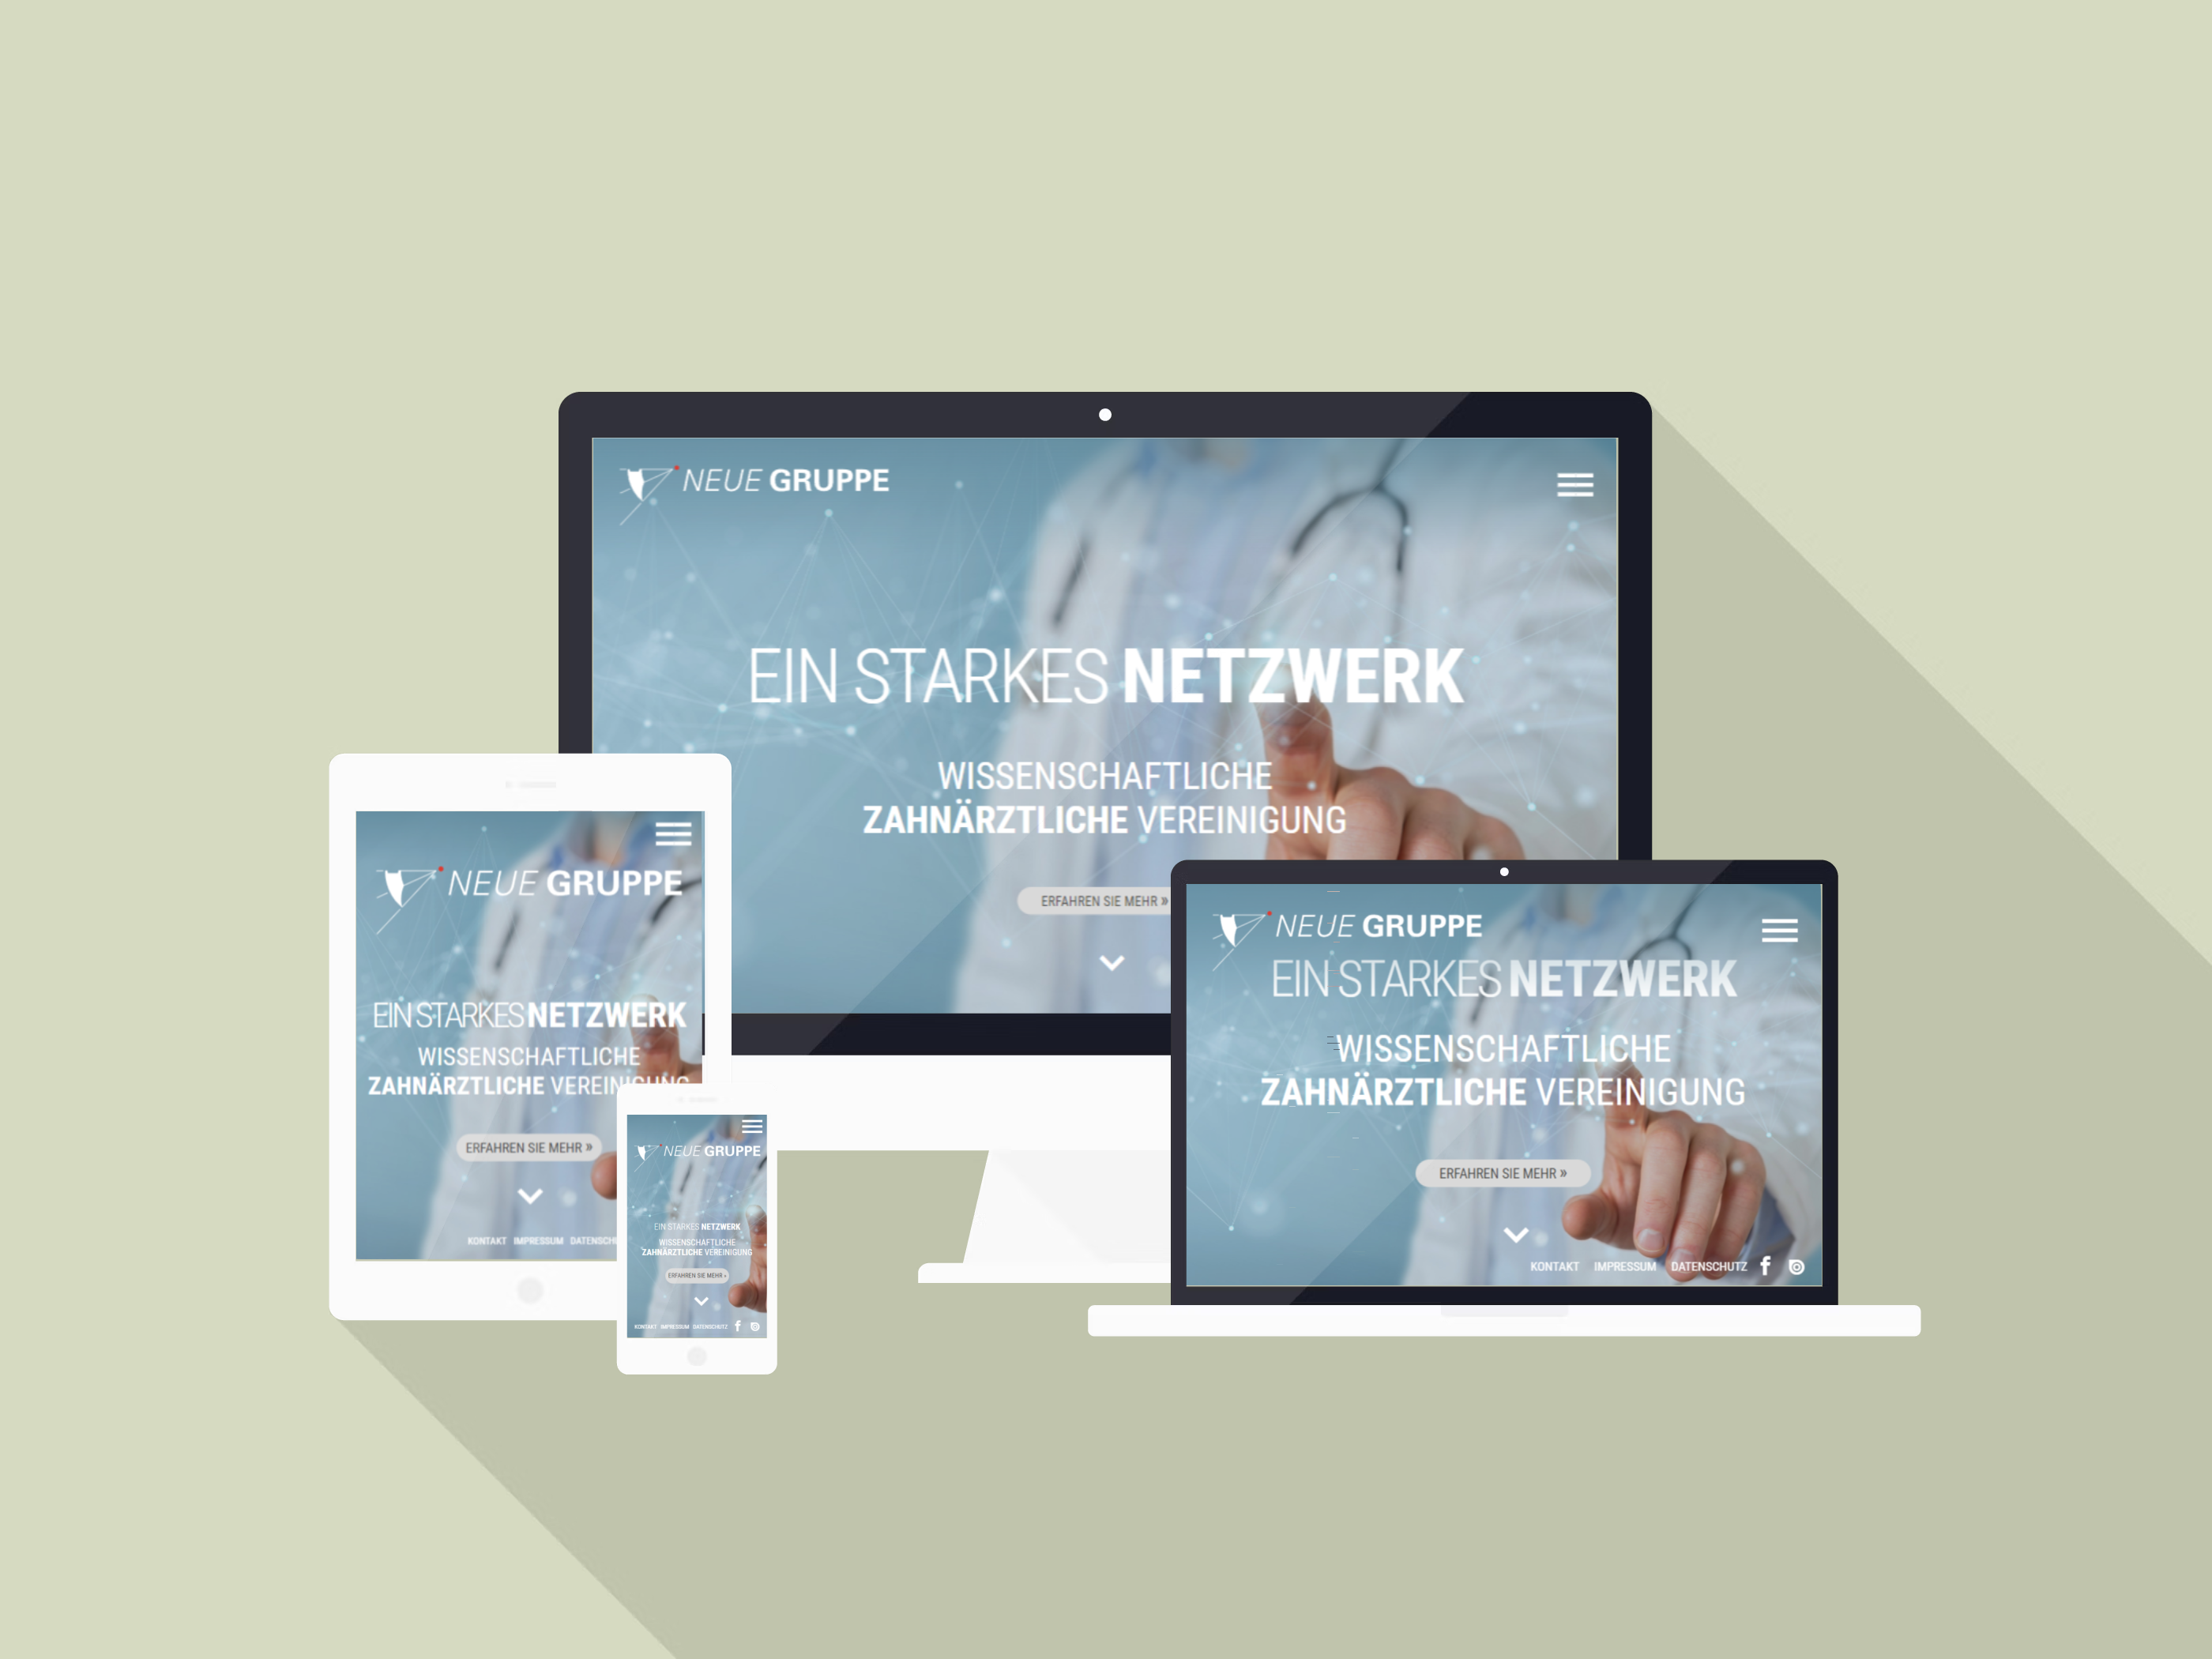 NEUE GRUPPE
EIN STARKES NETZWERK
WISSENSCHAFTLICHE
ZAHNÄRZTLICHE VEREINIGUNG
ERFAHREN SIE MEHR »
NEUE GRUPPE
EIN STARKES NETZWERK
WISSENSCHAFTLICHE
ZAHNÄRZTLICHE VEREINIGUNG
ERFAHREN SIE MEHR »
KONTAKT IMPRESSUM DATENSCH
NEUE GRUPPE
EIN STARKES NETZWERK
WISSENSCHAFTLICHE
ZAHNÄRZTLICHE VEREINIGUNG
ERFAHREN SIE MEHR »
KONTAKT IMPRESSUM DATENSCHUTZ f
NEUE GRUPPE
EIN STARKES NETZWERK
WISSENSCHAFTLICHE
ZAHNÄRZTLICHE VEREINIGUNG
ERFAHREN SIE MEHR »
KONTAKT IMPRESSUM DATENSCHUTZ f